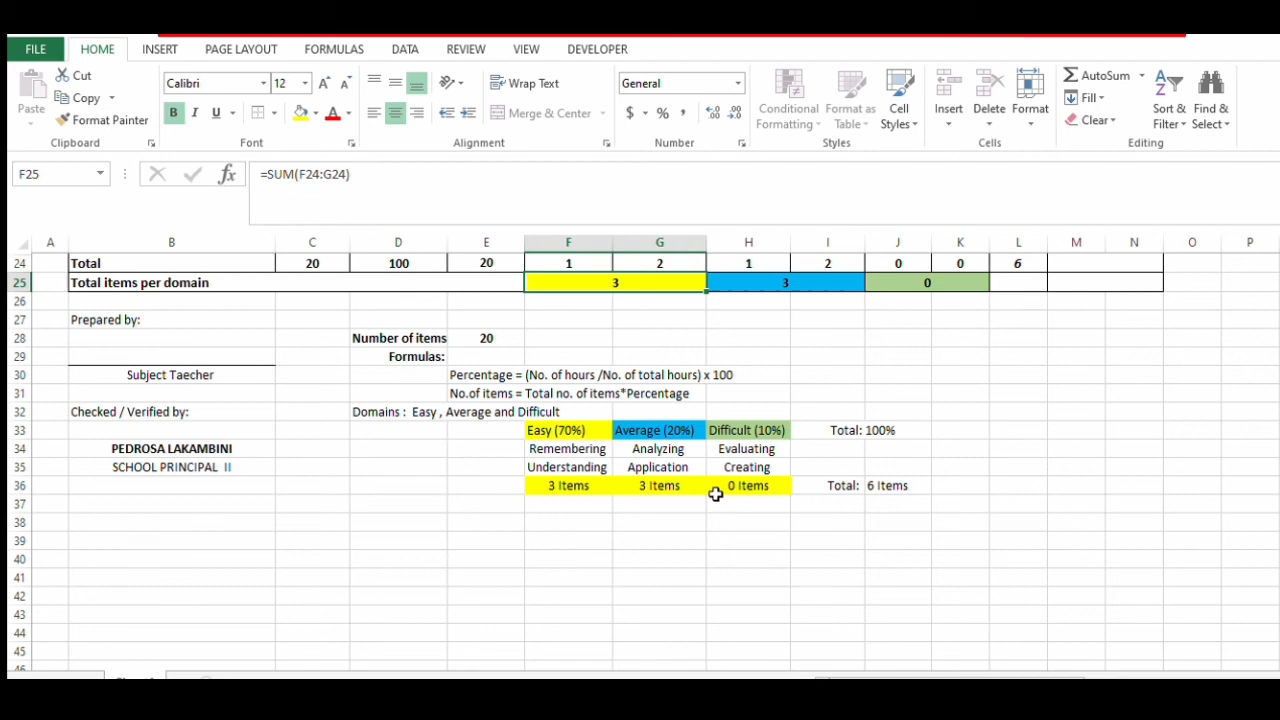 FILE HOME INSERT PAGE LAYOUT FORMULAS DATA REVIEW VIEW DEVELOPER
Paste Cut Copy Format Painter
Clipboard
Calibri 12
B I U
Font
Wrap Text
Merge & Center
Alignment
General
$ % ,
Number
Conditional Formatting Format as Table Cell Styles
Styles
Insert Delete Format
Cells
AutoSum Fill Clear Sort & Filter Find & Select
Editing
F25 fx =SUM(F24:G24)
A B C D E F G H I J K L M N O P
24 Total 20 100 20 1 2 1 2 0 0 6
25 Total items per domain 3 3 0
26
27 Prepared by:
28 Number of items 20
29 Formulas:
30 Subject Taecher Percentage = (No. of hours /No. of total hours) x 100
31 No.of items = Total no. of items*Percentage
32 Checked / Verified by: Domains : Easy , Average and Difficult
33 Easy (70%) Average (20%) Difficult (10%) Total: 100%
34 PEDROSA LAKAMBINI Remembering Analyzing Evaluating
35 SCHOOL PRINCIPAL II Understanding Application Creating
36 3 Items 3 Items 0 Items Total: 6 Items
37
38
39
40
41
42
43
44
45